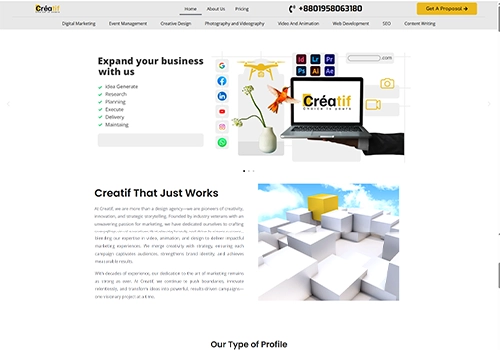 Créatif
Home About Us Pricing
+8801958063180
Get A Proposal →
Digital Marketing Event Management Creative Design Photography and Videography Video And Animation Web Development SEO Content Writing
Expand your business
with us
idea Generate
Research
Planning
Execute
Delivery
Maintaing
Id Lr Pr
Ps Ai Ae
.com
Créatif
Creatif That Just Works
At Creatif, we are more than a design agency—we are pioneers of creativity,
innovation, and strategic storytelling. Founded by industry veterans with an
unwavering passion for marketing, we have dedicated ourselves to crafting
blending our expertise in video, animation, and design to deliver impactful
marketing experiences. We merge creativity with strategy, ensuring each
campaign captivates audiences, strengthens brand identity, and achieves
measurable results.
With decades of experience, our dedication to the art of marketing remains
as strong as ever. At Creatif, we continue to push boundaries, innovate
relentlessly, and transform ideas into powerful, results-driven campaigns—
one visionary project at a time.
Our Type of Profile